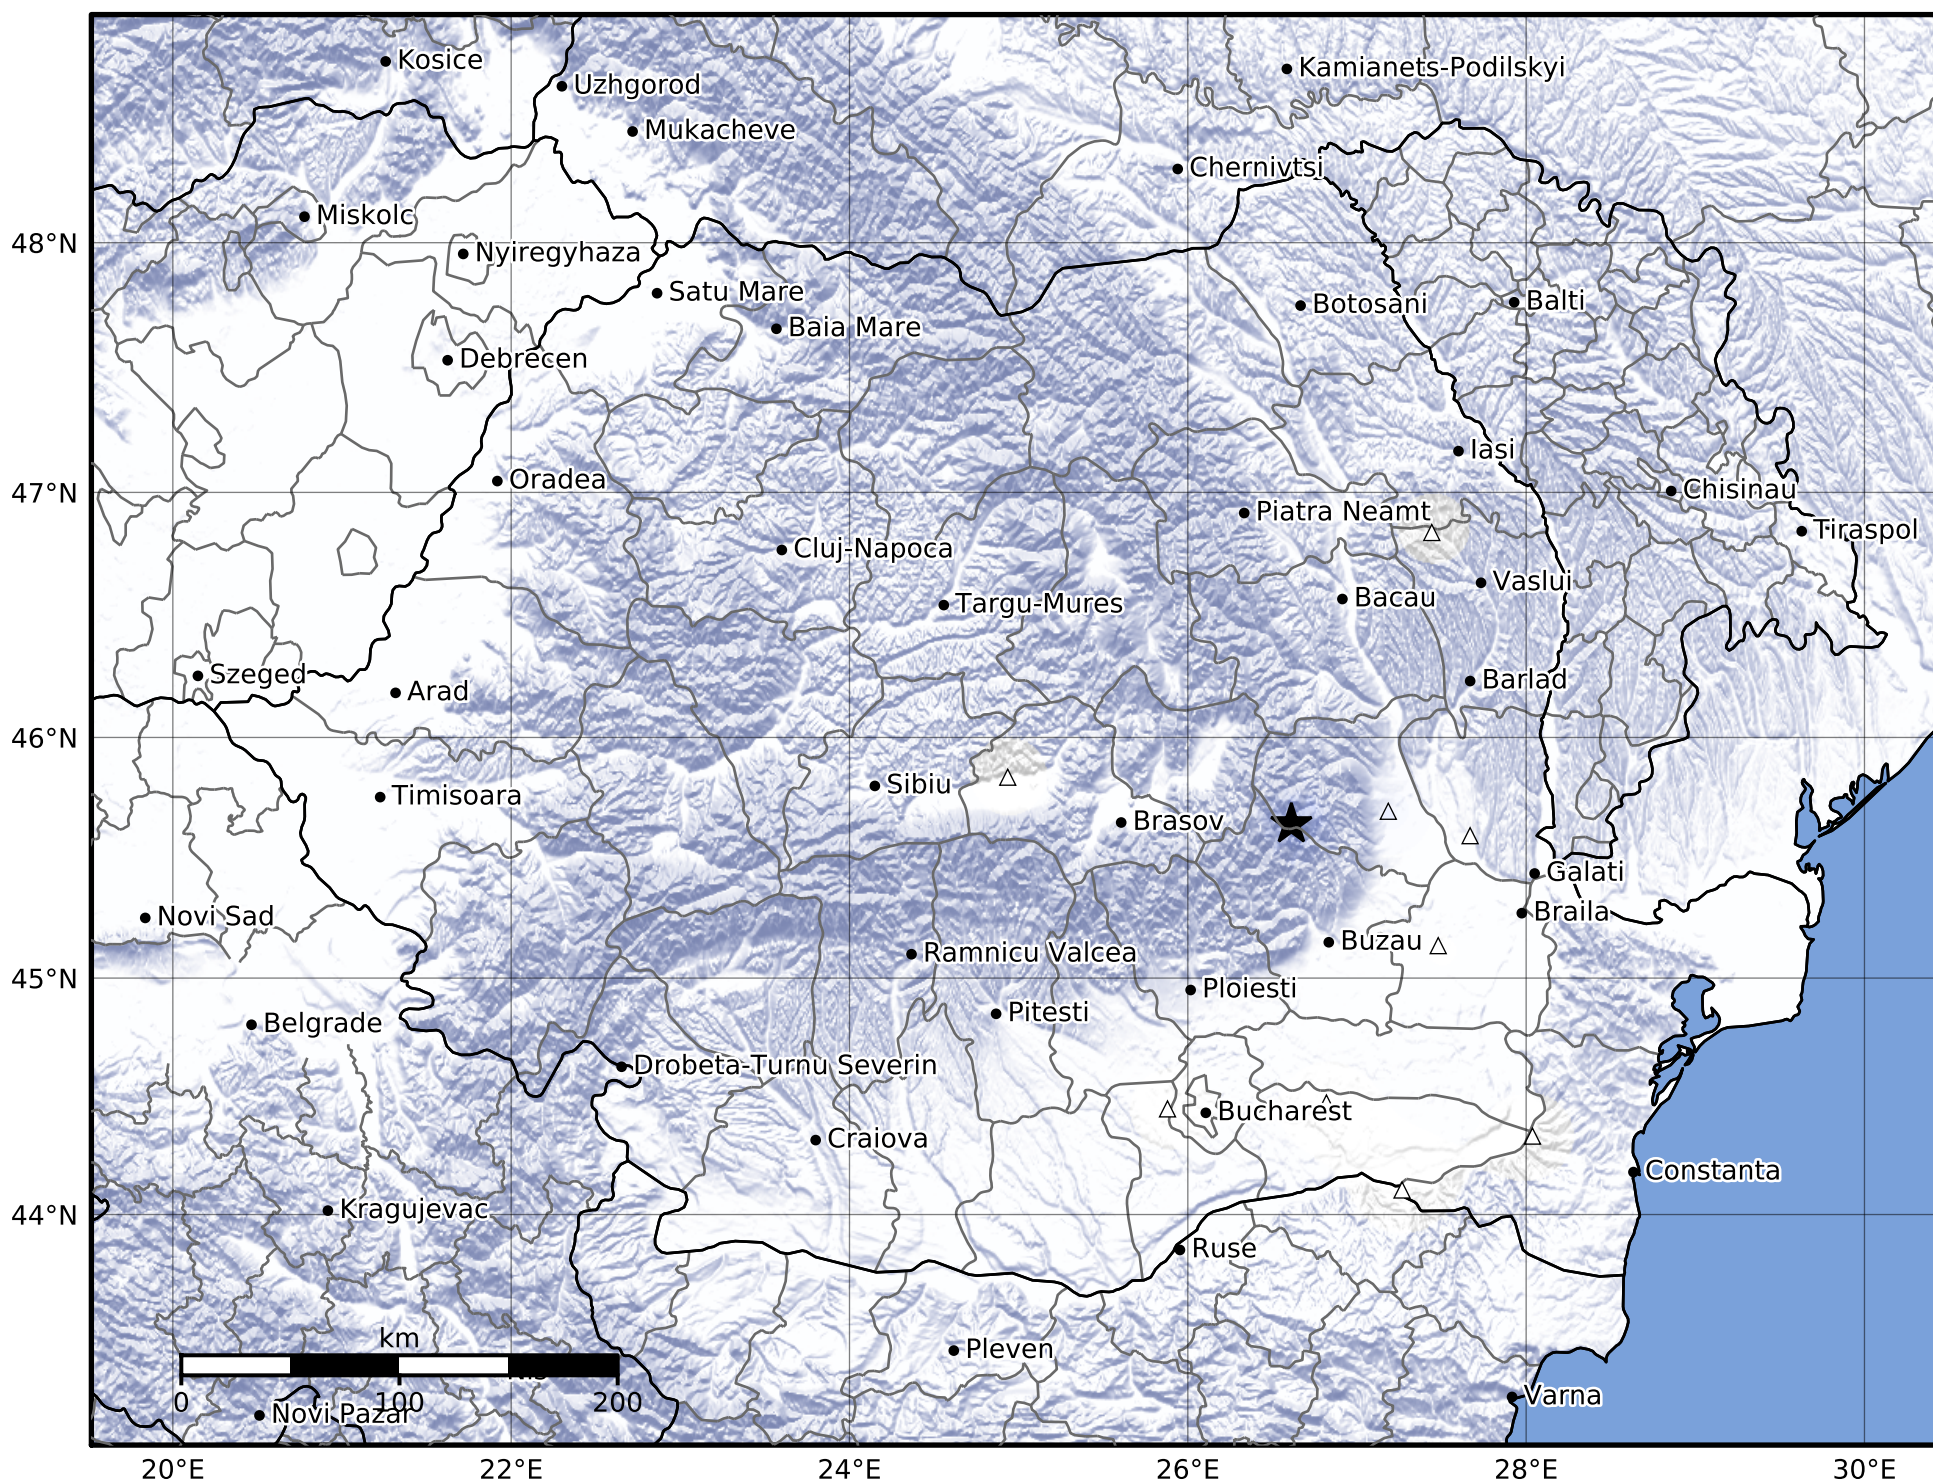 Kosice
Kamianets-Podilskyi
Uzhgorod
Mukacheve
Chernivtsi
Miskolc
48°N
Nyiregyhaza
Satu Mare
Botosani
Balti
Baia Mare
Debrecen
Iasi
Oradea
47°N
Chisinau
Piatra Neamt
Tiraspol
Cluj-Napoca
Vaslui
Bacau
Targu-Mures
Szeged
Barlad
Arad
46°N
Sibiu
Timisoara
Brasov
Galati
Braila
Novi Sad
Buzau
Ramnicu Valcea
45°N
Ploiesti
Pitesti
Belgrade
Drobeta-Turnu Severin
Bucharest
Craiova
Constanta
Kragujevac
44°N
Ruse
km
Pleven
0 100 200
Varna
Novi Pazar
20°E 22°E 24°E 26°E 28°E 30°E